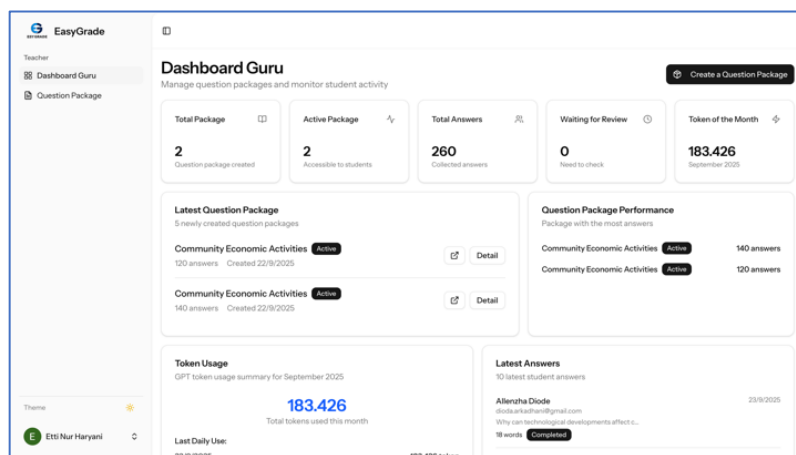 EASY GRADE
EasyGrade
Teacher
Dashboard Guru
Question Package
Theme
E
Etti Nur Haryani
Dashboard Guru
Manage question packages and monitor student activity
Create a Question Package
Total Package
2
Question package created
Active Package
2
Accessible to students
Total Answers
260
Collected answers
Waiting for Review
0
Need to check
Token of the Month
183.426
September 2025
Latest Question Package
5 newly created question packages
Community Economic Activities Active
120 answers Created 22/9/2025
Detail
Community Economic Activities Active
140 answers Created 22/9/2025
Detail
Question Package Performance
Package with the most answers
Community Economic Activities Active 140 answers
Community Economic Activities Active 120 answers
Token Usage
GPT token usage summary for September 2025
183.426
Total tokens used this month
Last Daily Use:
Latest Answers
10 latest student answers
Allenzha Diode 23/9/2025
dioda.arkadhani@gmail.com
Why can technological developments affect c...
18 words Completed